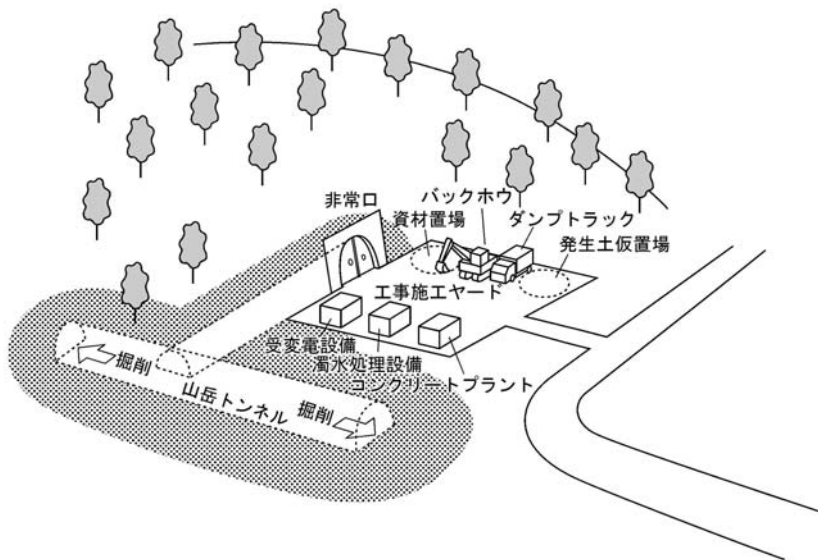 非常口
資材置場
バックホウ
ダンプトラック
発生土仮置場
工事施工ヤード
受変電設備
濁水処理設備
コンクリートプラント
掘削
山岳トンネル
掘削